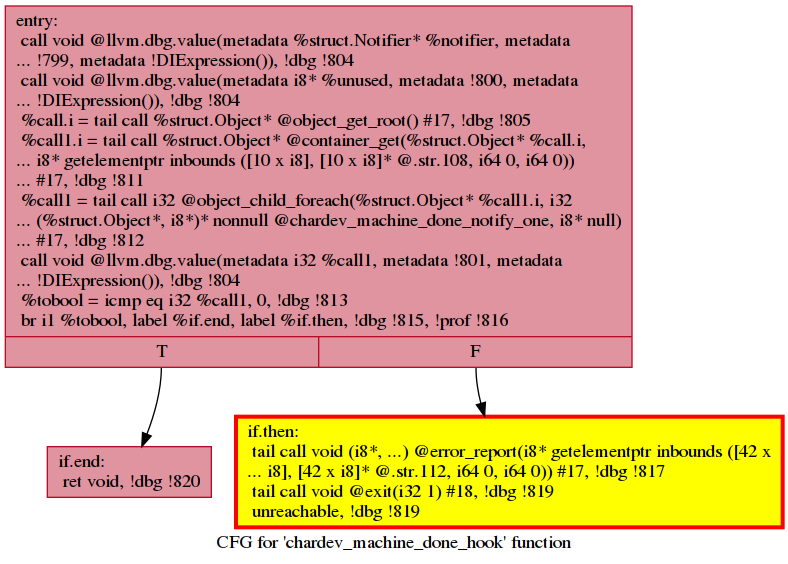 entry:
call void @llvm.dbg.value(metadata %struct.Notifier* %notifier, metadata
... !799, metadata !DIExpression()), !dbg !804
call void @llvm.dbg.value(metadata i8* %unused, metadata !800, metadata
... !DIExpression()), !dbg !804
%call.i = tail call %struct.Object* @object_get_root() #17, !dbg !805
%call1.i = tail call %struct.Object* @container_get(%struct.Object* %call.i,
... i8* getelementptr inbounds ([10 x i8], [10 x i8]* @.str.108, i64 0, i64 0))
... #17, !dbg !811
%call1 = tail call i32 @object_child_foreach(%struct.Object* %call1.i, i32
... (%struct.Object*, i8*)* nonnull @chardev_machine_done_notify_one, i8* null)
... #17, !dbg !812
call void @llvm.dbg.value(metadata i32 %call1, metadata !801, metadata
... !DIExpression()), !dbg !804
%tobool = icmp eq i32 %call1, 0, !dbg !813
br i1 %tobool, label %if.end, label %if.then, !dbg !815, !prof !816
T
F
if.end:
ret void, !dbg !820
if.then:
tail call void (i8*, ...) @error_report(i8* getelementptr inbounds ([42 x
... i8], [42 x i8]* @.str.112, i64 0, i64 0)) #17, !dbg !817
tail call void @exit(i32 1) #18, !dbg !819
unreachable, !dbg !819
CFG for 'chardev_machine_done_hook' function